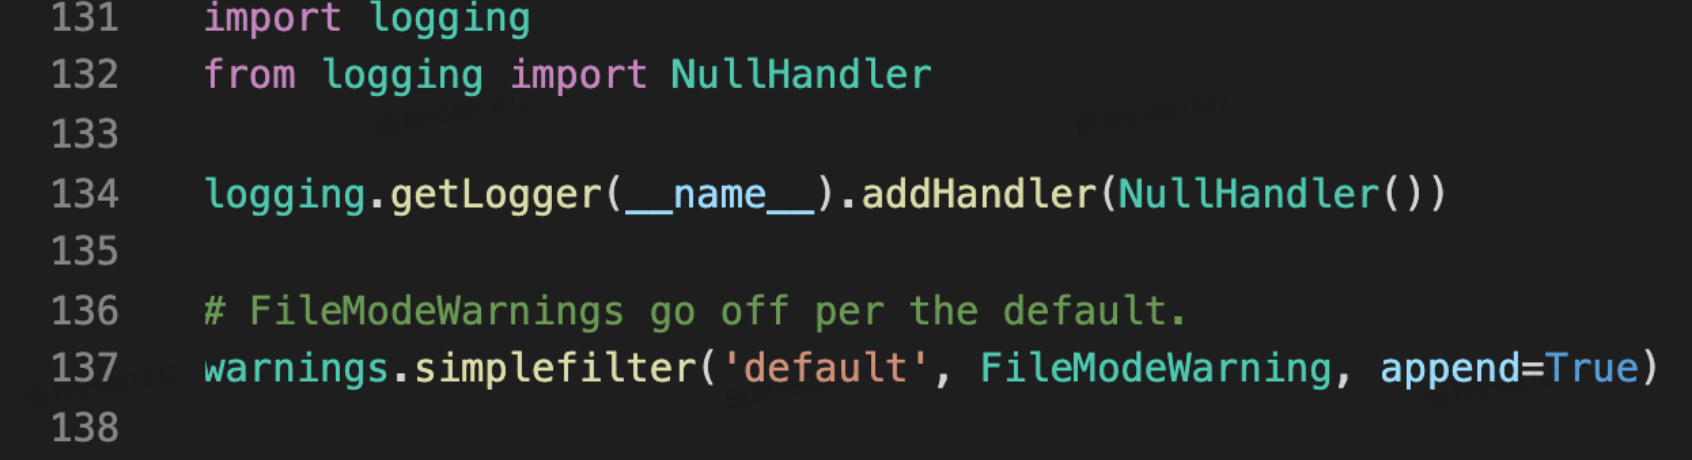 131 import logging
132 from logging import NullHandler
133
134 logging.getLogger(__name__).addHandler(NullHandler())
135
136 # FileModeWarnings go off per the default.
137 warnings.simplefilter('default', FileModeWarning, append=True)
138